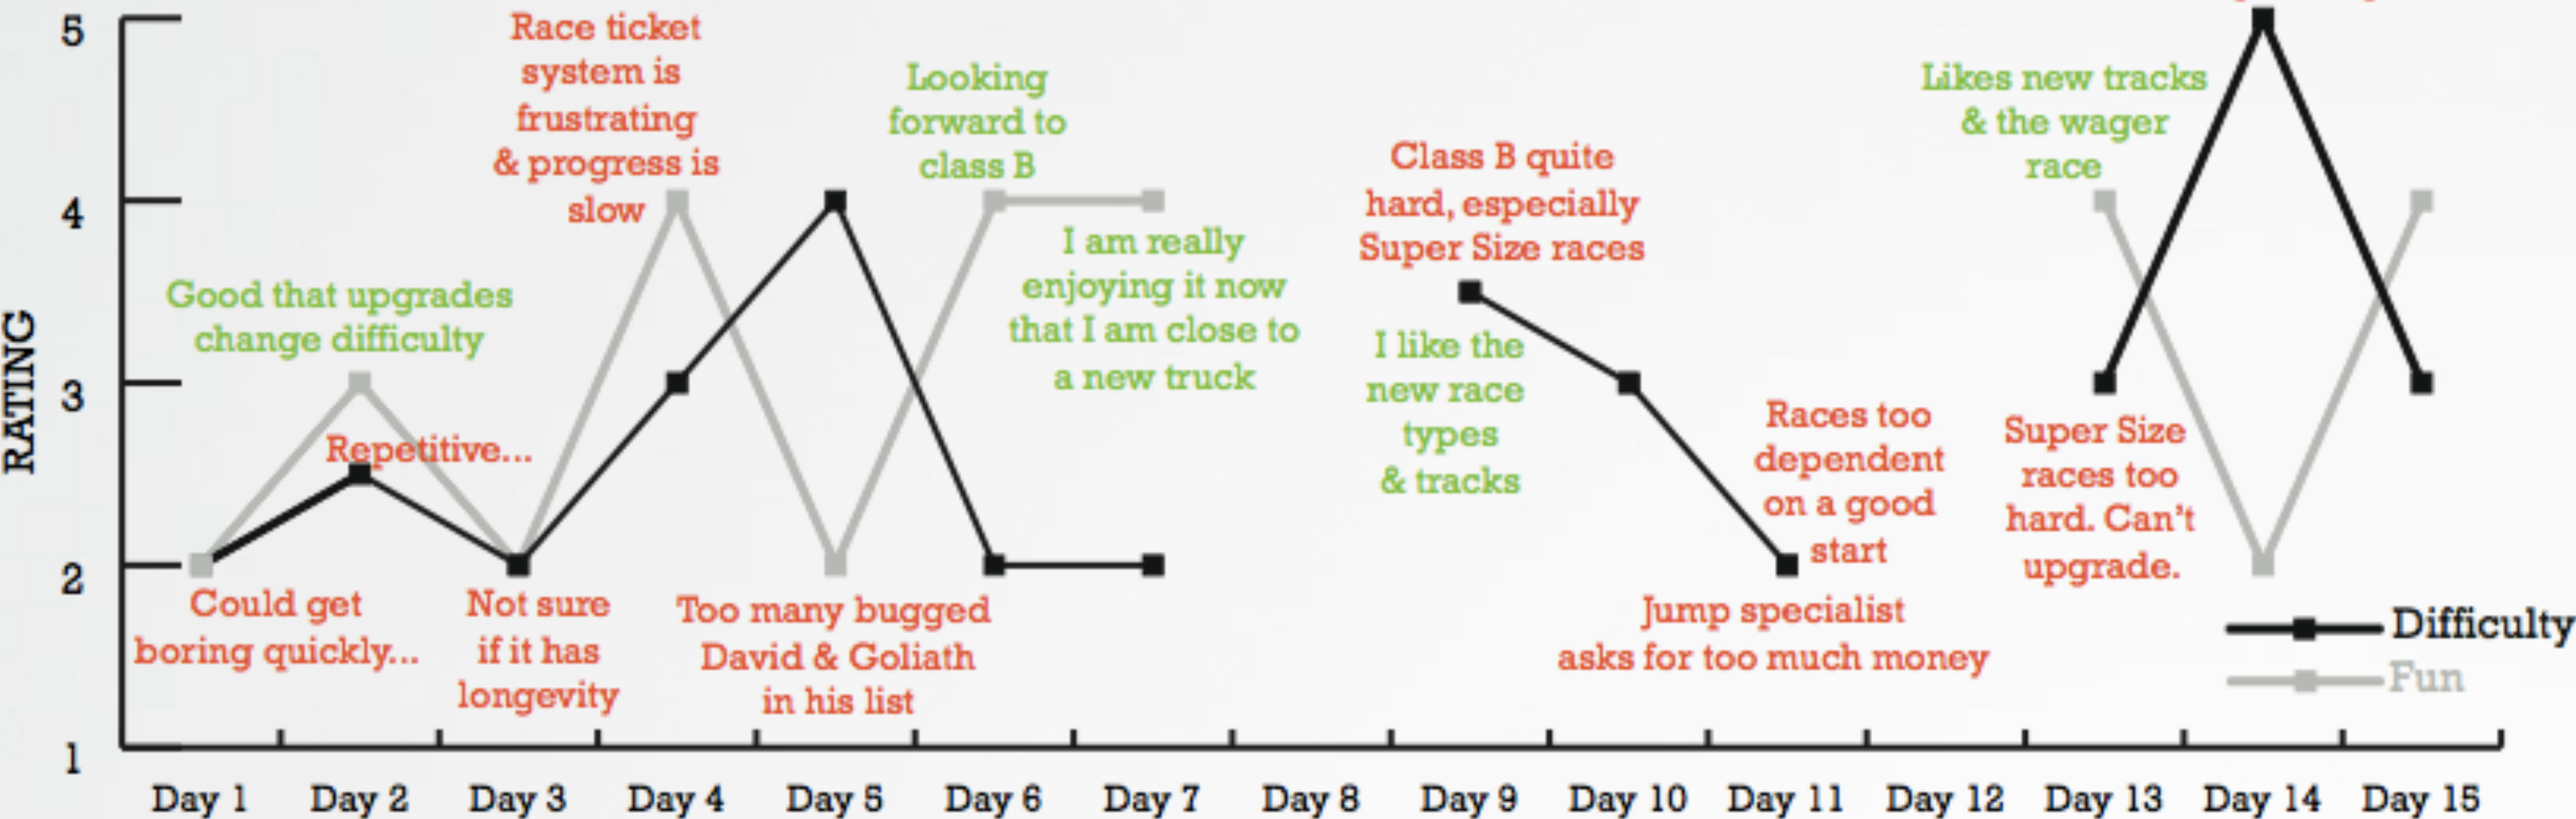 5
4
3
2
1
RATING
Race ticket
system is
frustrating
& progress is
slow
Looking
forward to
class B
Likes new tracks
& the wager
race
Class B quite
hard, especially
Super Size races
Good that upgrades
change difficulty
I am really
enjoying it now
that I am close to
a new truck
I like the
new race
types
& tracks
Repetitive...
Races too
dependent
on a good
start
Super Size
races too
hard. Can't
upgrade.
Could get
boring quickly...
Not sure
if it has
longevity
Too many bugged
David & Goliath
in his list
Jump specialist
asks for too much money
Difficulty
Fun
Day 1 Day 2 Day 3 Day 4 Day 5 Day 6 Day 7 Day 8 Day 9 Day 10 Day 11 Day 12 Day 13 Day 14 Day 15